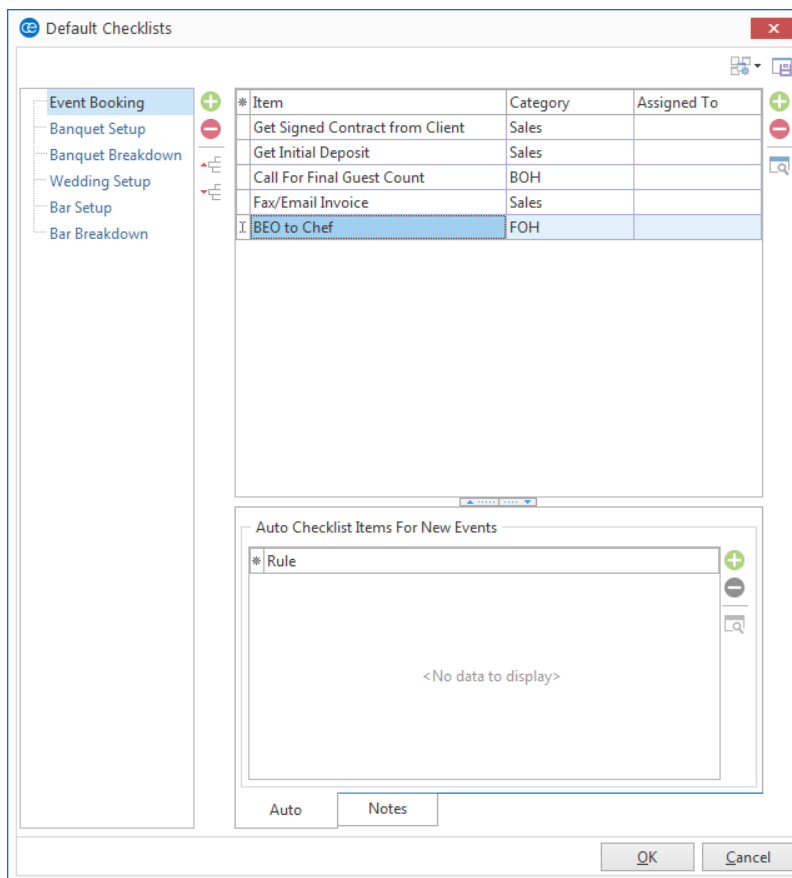 Default Checklists
Event Booking
Banquet Setup
Banquet Breakdown
Wedding Setup
Bar Setup
Bar Breakdown
Item Category Assigned To
Get Signed Contract from Client Sales
Get Initial Deposit Sales
Call For Final Guest Count BOH
Fax/Email Invoice Sales
BEO to Chef FOH
Auto Checklist Items For New Events
Rule
<No data to display>
Auto Notes
OK Cancel